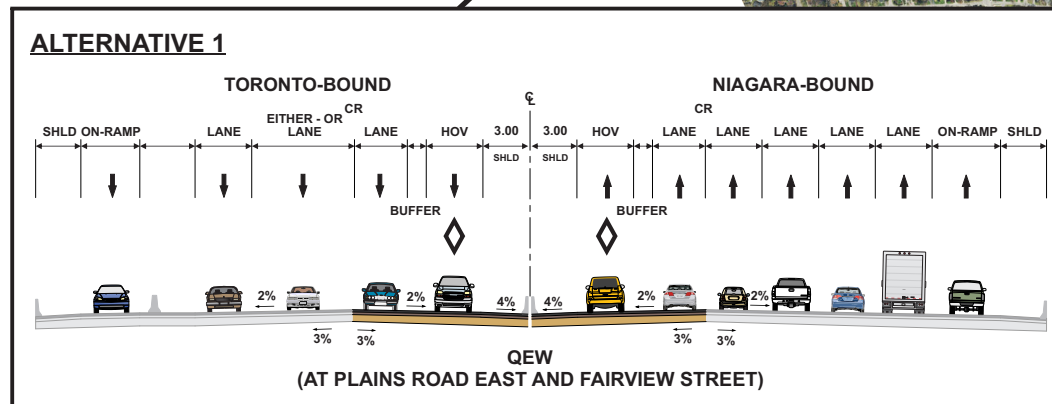 ALTERNATIVE 1
TORONTO-BOUND
NIAGARA-BOUND
℄
EITHER - OR CR
CR
SHLD ON-RAMP LANE LANE LANE HOV 3.00 3.00 HOV LANE LANE LANE LANE LANE ON-RAMP SHLD
SHLD SHLD
BUFFER BUFFER
2% 2% 4% 4% 2% 2%
3% 3% 3% 3%
QEW
(AT PLAINS ROAD EAST AND FAIRVIEW STREET)